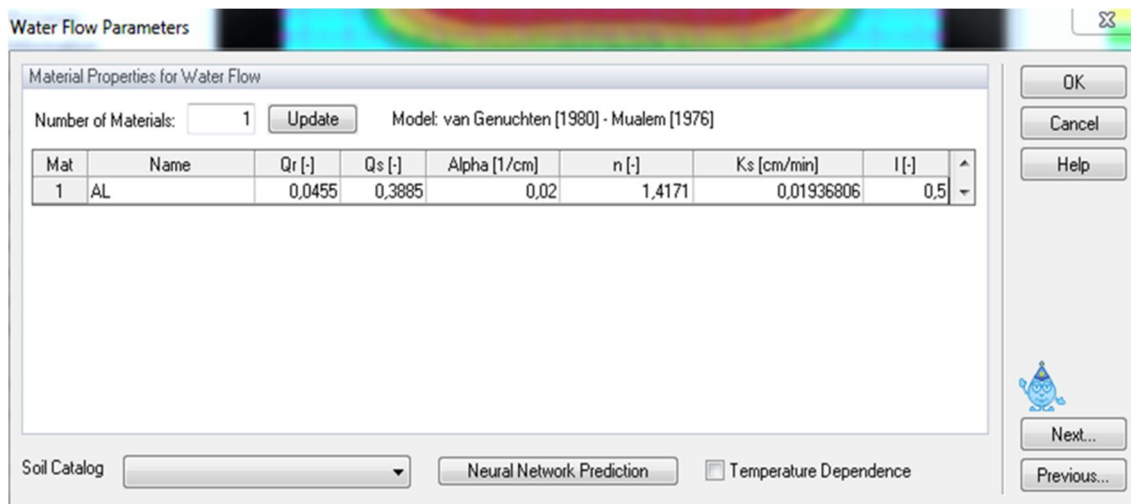 Water Flow Parameters
Material Properties for Water Flow
OK
Number of Materials: 1 Update Model: van Genuchten [1980] - Mualem [1976]
Cancel
Mat Name Qr [-] Qs [-] Alpha [1/cm] n [-] Ks [cm/min] l [-]
Help
1 AL 0,0455 0,3885 0,02 1,4171 0,01936806 0,5
Next...
Soil Catalog Neural Network Prediction Temperature Dependence
Previous...